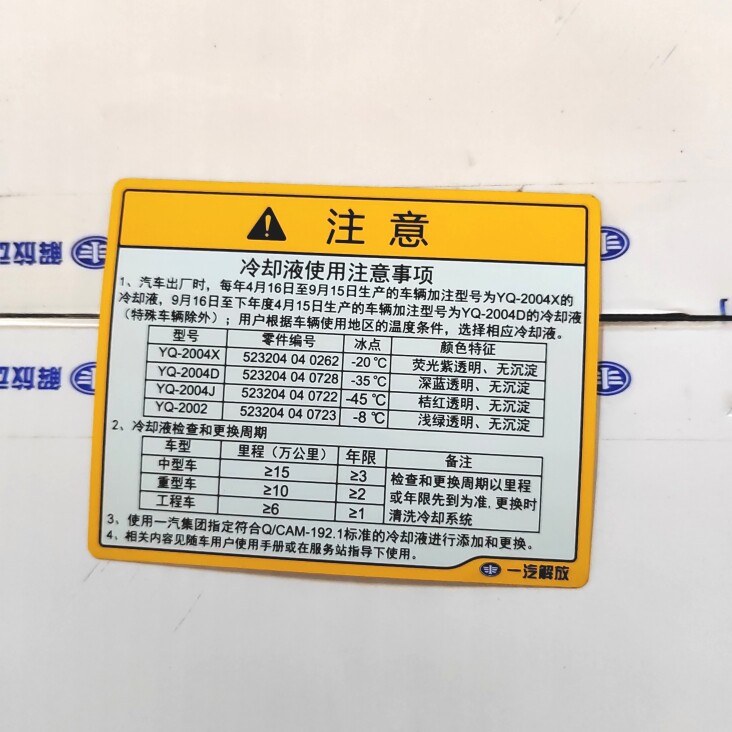 注意
冷却液使用注意事项
1、汽车出厂时，每年4月16日至9月15日生产的车辆加注型号为YQ-2004X的
冷却液，9月16日至下年度4月15日生产的车辆加注型号为YQ-2004D的冷却液
（特殊车辆除外）；用户根据车辆使用地区的温度条件，选择相应冷却液。
型号 零件编号 冰点 颜色特征
YQ-2004X 523204 04 0262 -20℃ 荧光紫透明、无沉淀
YQ-2004D 523204 04 0728 -35℃ 深蓝透明、无沉淀
YQ-2004J 523204 04 0722 -45℃ 桔红透明、无沉淀
YQ-2002 523204 04 0723 -8℃ 浅绿透明、无沉淀
2、冷却液检查和更换周期
车型 里程（万公里） 年限 备注
中型车 ≥15 ≥3 检查和更换周期以里程
重型车 ≥10 ≥2 或年限先到为准，更换时
工程车 ≥6 ≥1 清洗冷却系统
3、使用一汽集团指定符合Q/CAM-192.1标准的冷却液进行添加和更换。
4、相关内容见随车用户使用手册或在服务站指导下使用。
一汽解放
解放
解放